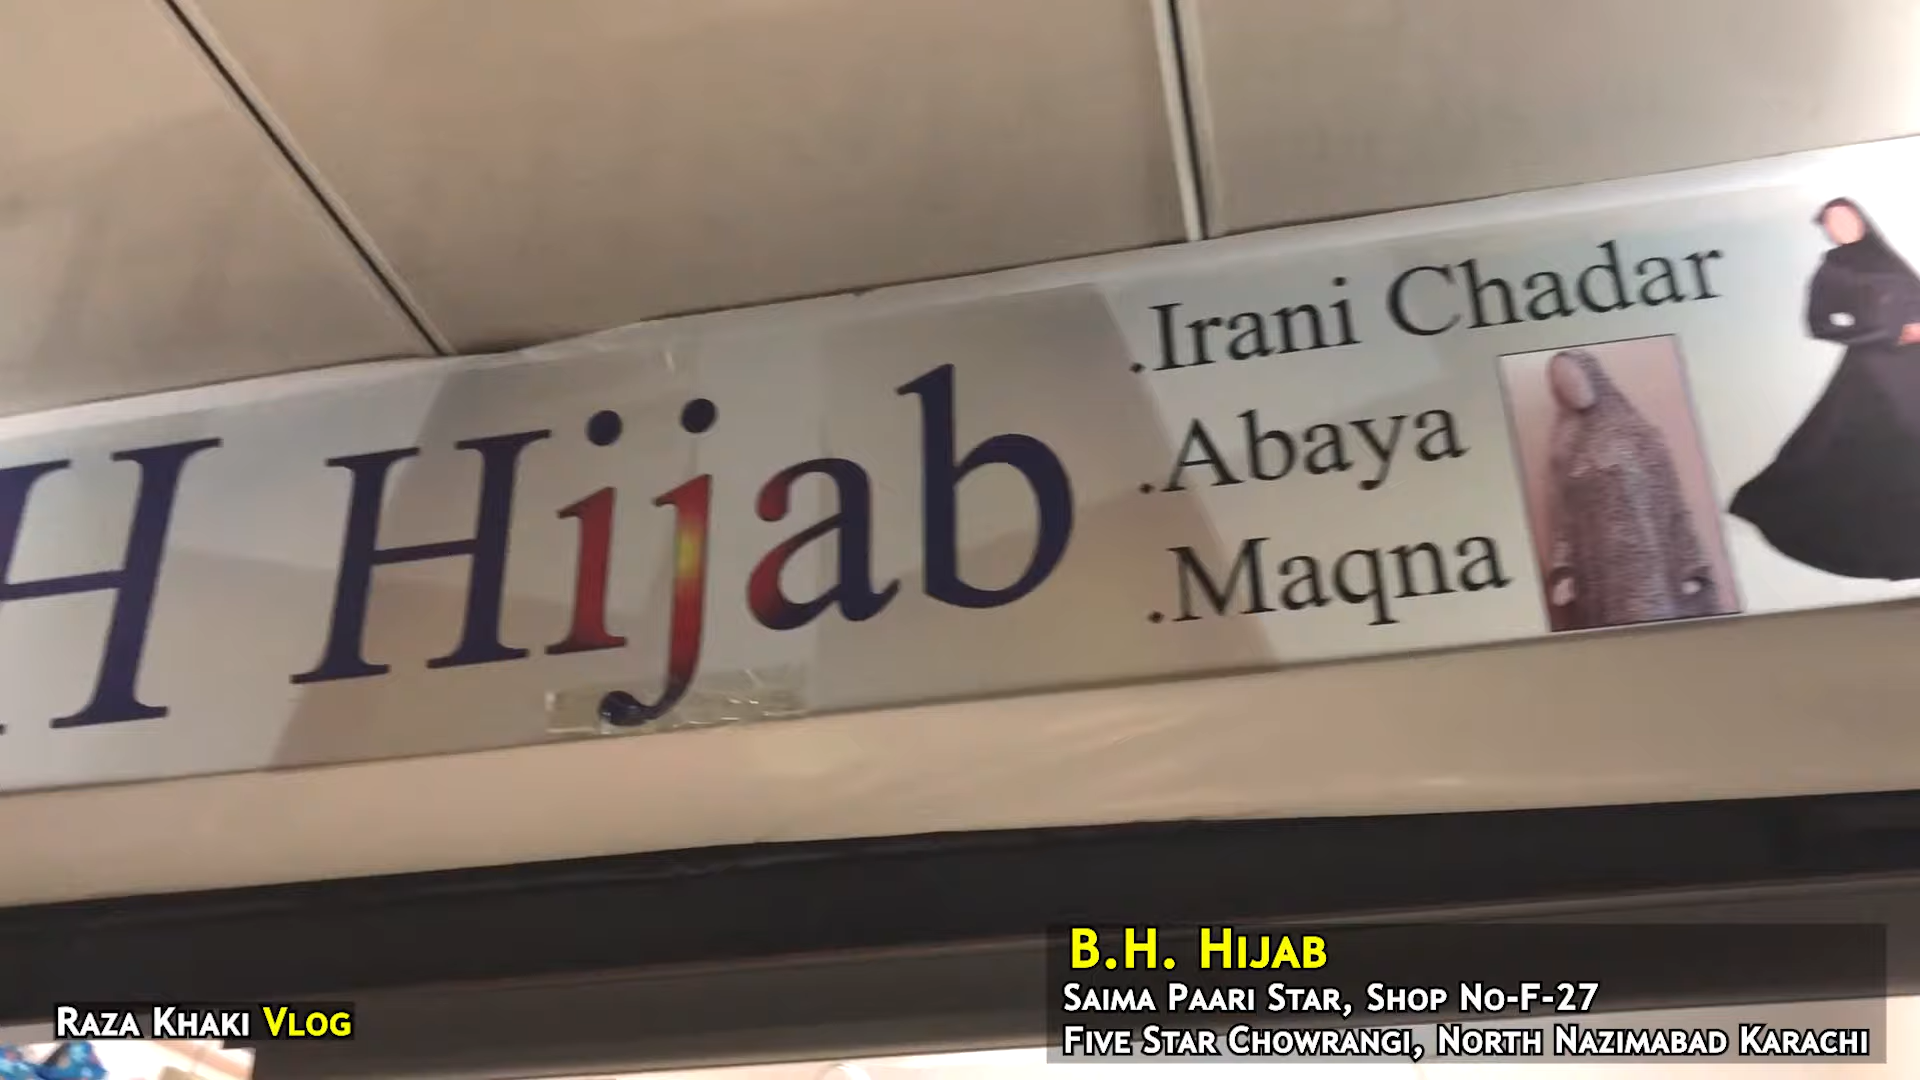 H Hijab
.Irani Chadar
.Abaya
.Maqna
B.H. Hijab
Saima Paari Star, Shop No-F-27
Five Star Chowrangi, North Nazimabad Karachi
Raza Khaki Vlog